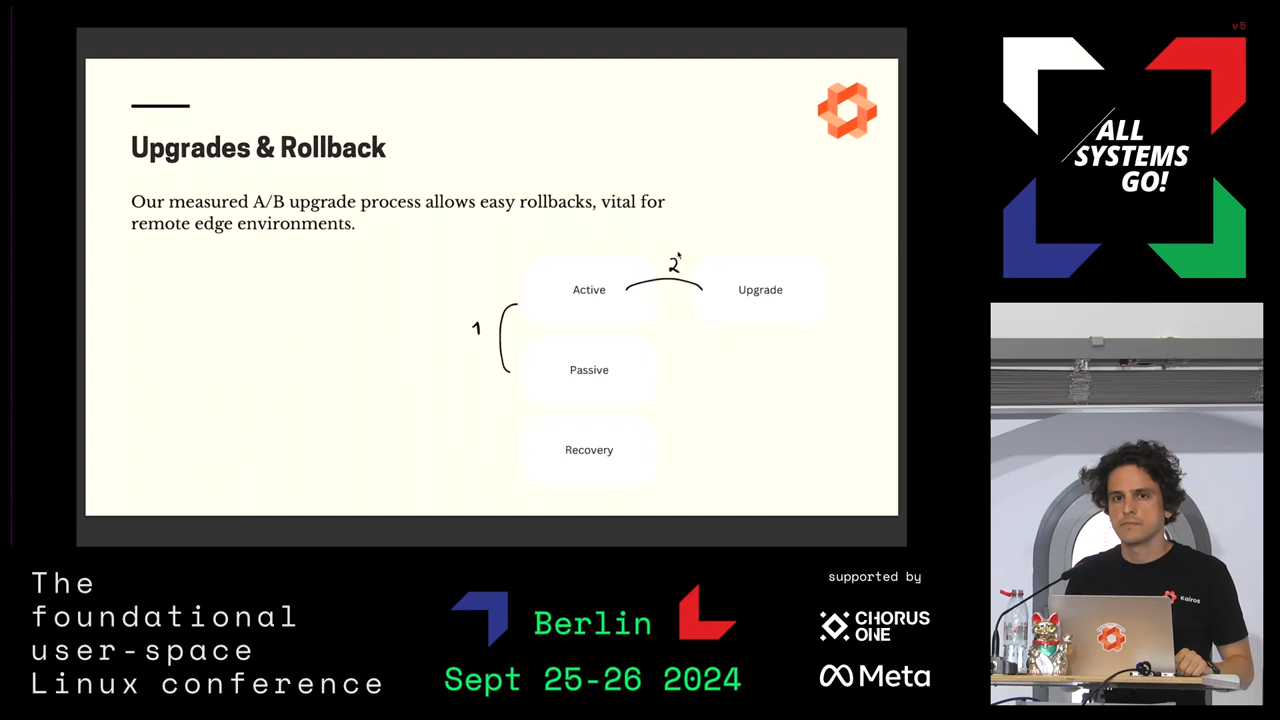 v5
Upgrades & Rollback
Our measured A/B upgrade process allows easy rollbacks, vital for
remote edge environments.
2
Active
Upgrade
1
Passive
Recovery
ALL
SYSTEMS
GO!
Kairos
The
foundational
user-space
Linux conference
Berlin
Sept 25-26 2024
supported by
CHORUS
ONE
Meta